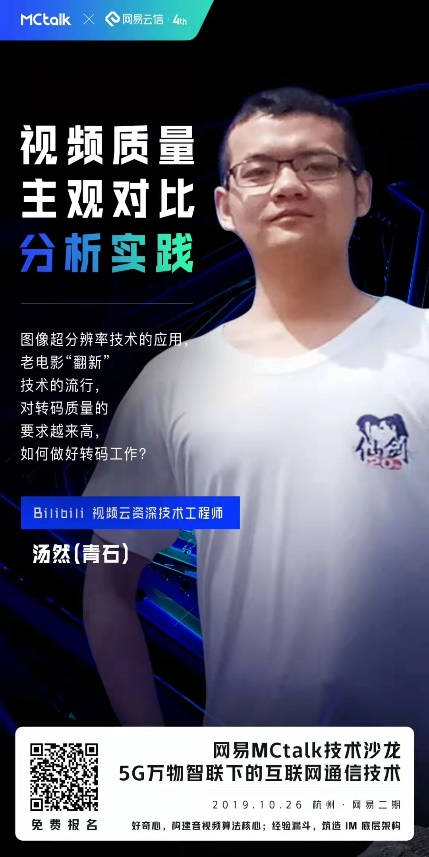 MCtalk × 网易云信 4th
视频质量
主观对比
分析实践
图像超分辨率技术的应用,
老电影“翻新”
技术的流行,
对转码质量的
要求越来高,
如何做好转码工作?
仙剑
20th
Bilibili 视频云资深技术工程师
汤然(青石)
网易MCtalk技术沙龙
5G万物智联下的互联网通信技术
2019.10.26 杭州·网易二期
免费报名
好奇心, 构建音视频算法核心; 经验漏斗, 筑造 IM 底层架构